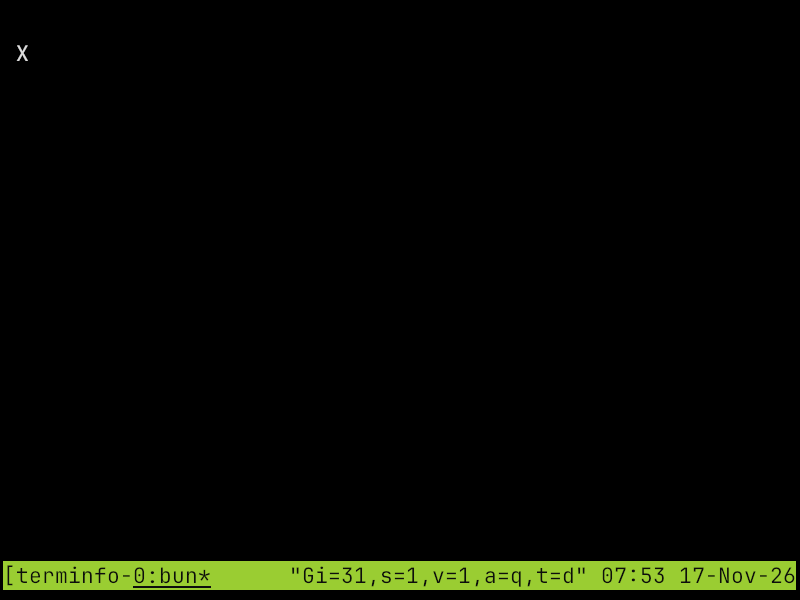 X
[terminfo-0:bun* "Gi=31,s=1,v=1,a=q,t=d" 07:53 17-Nov-26